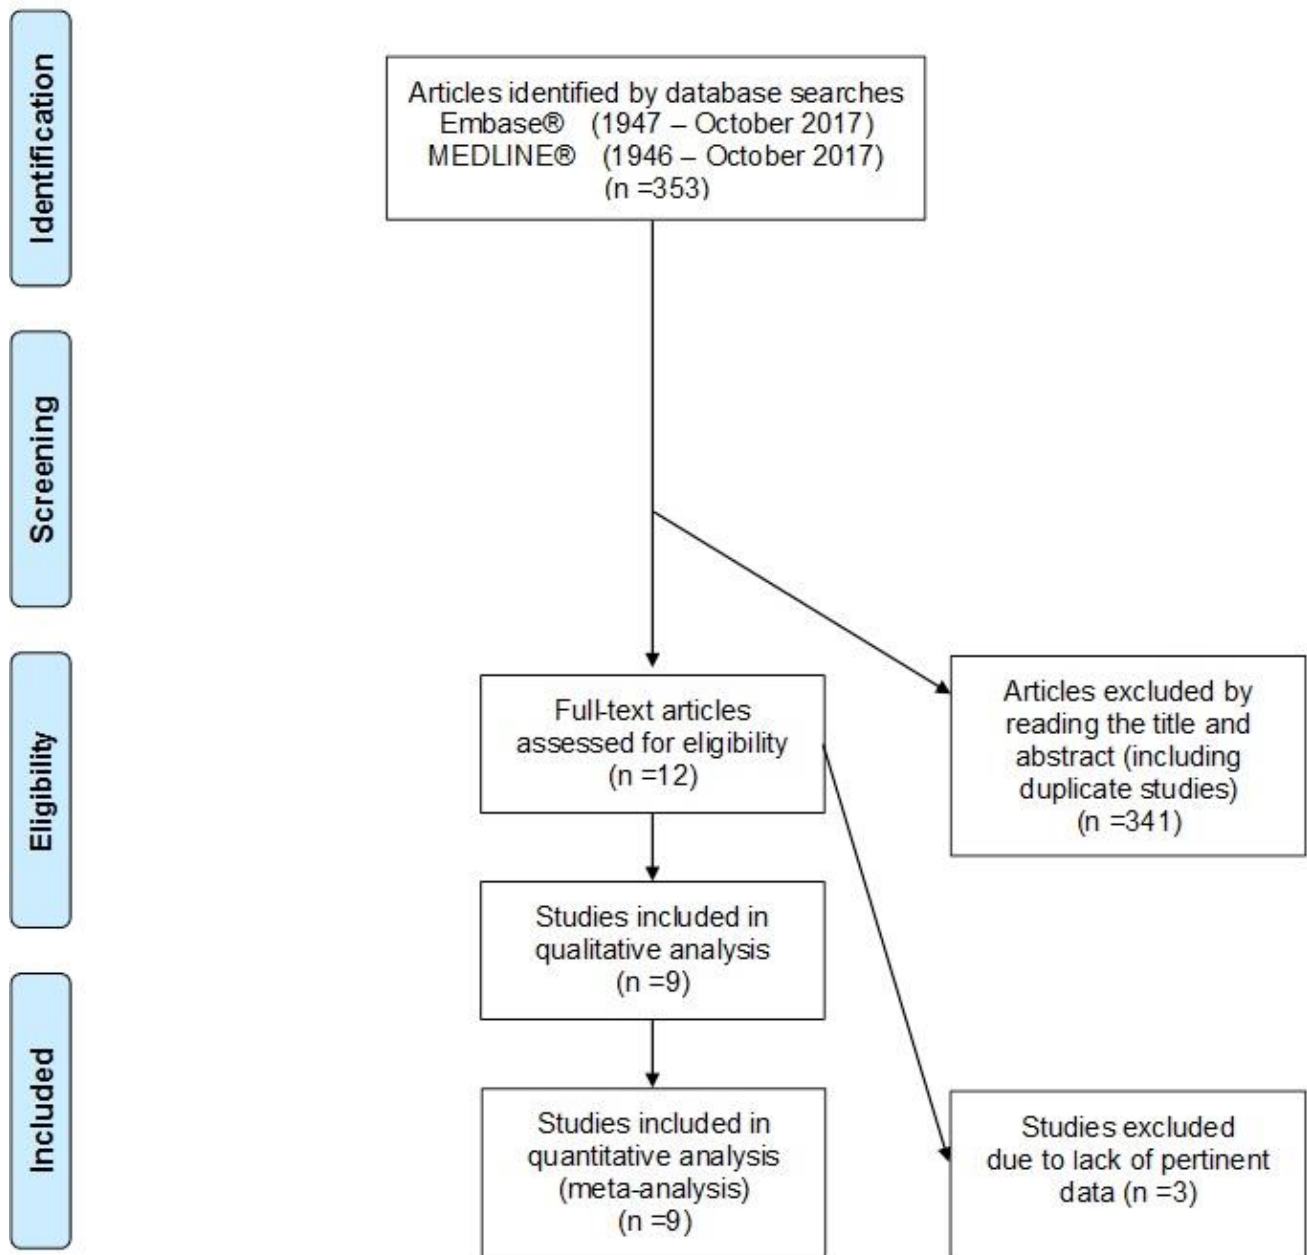 Identification
Articles identified by database searches
Embase® (1947 – October 2017)
MEDLINE® (1946 – October 2017)
(n =353)
Screening
Eligibility
Full-text articles
assessed for eligibility
(n =12)
Articles excluded by
reading the title and
abstract (including
duplicate studies)
(n =341)
Studies included in
qualitative analysis
(n =9)
Included
Studies included in
quantitative analysis
(meta-analysis)
(n =9)
Studies excluded
due to lack of pertinent
data (n =3)